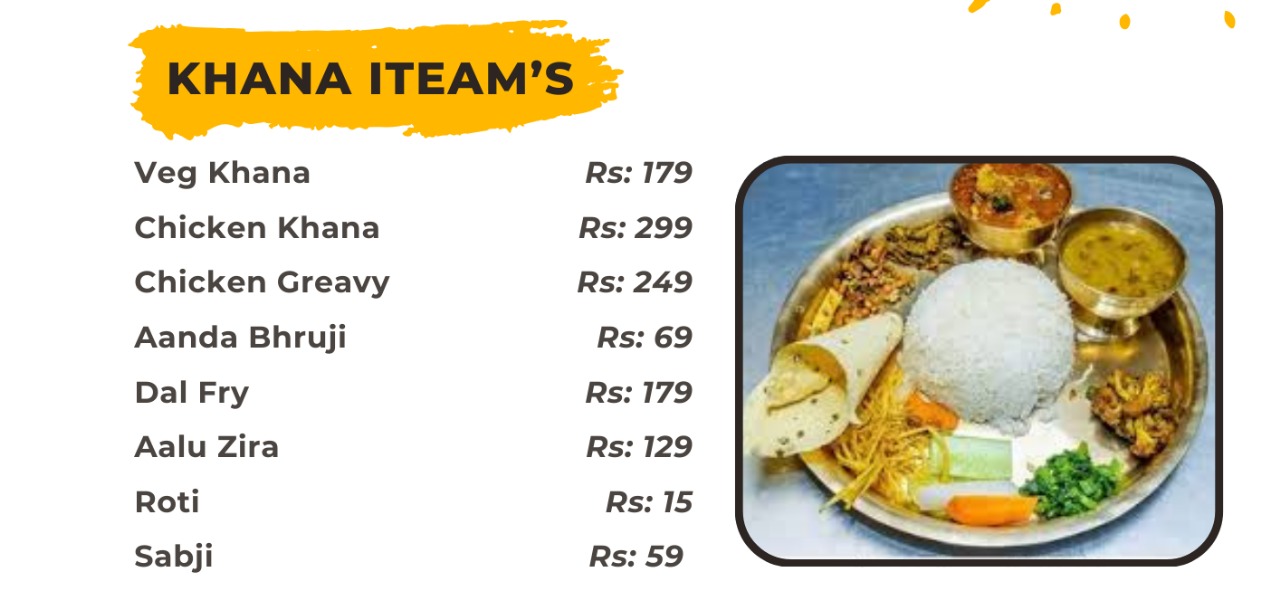 KHANA ITEAM’S
Veg Khana Rs: 179
Chicken Khana Rs: 299
Chicken Greavy Rs: 249
Aanda Bhruji Rs: 69
Dal Fry Rs: 179
Aalu Zira Rs: 129
Roti Rs: 15
Sabji Rs: 59